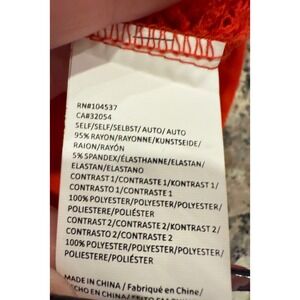 RN#104537
CA#32054
SELF/SELF/SELBST/AUTO/AUTO
95% RAYON/RAYONNE/KUNSTSEIDE/
RAION/RAYÓN
5% SPANDEX/ÉLASTHANNE/ELASTAN/
ELASTAN/ELASTANO
CONTRAST 1/CONTRASTE 1/KONTRAST 1/
CONTRASTO 1/CONTRASTE 1
100% POLYESTER/POLYESTER/POLYESTER/
POLIESTERE/POLIÉSTER
CONTRAST 2/CONTRASTE 2/KONTRAST 2/
CONTRASTO 2/CONTRASTE 2
100% POLYESTER/POLYESTER/POLYESTER/
POLIESTERE/POLIÉSTER
MADE IN CHINA / Fabriqué en Chine /
HECHO EN CHINA /